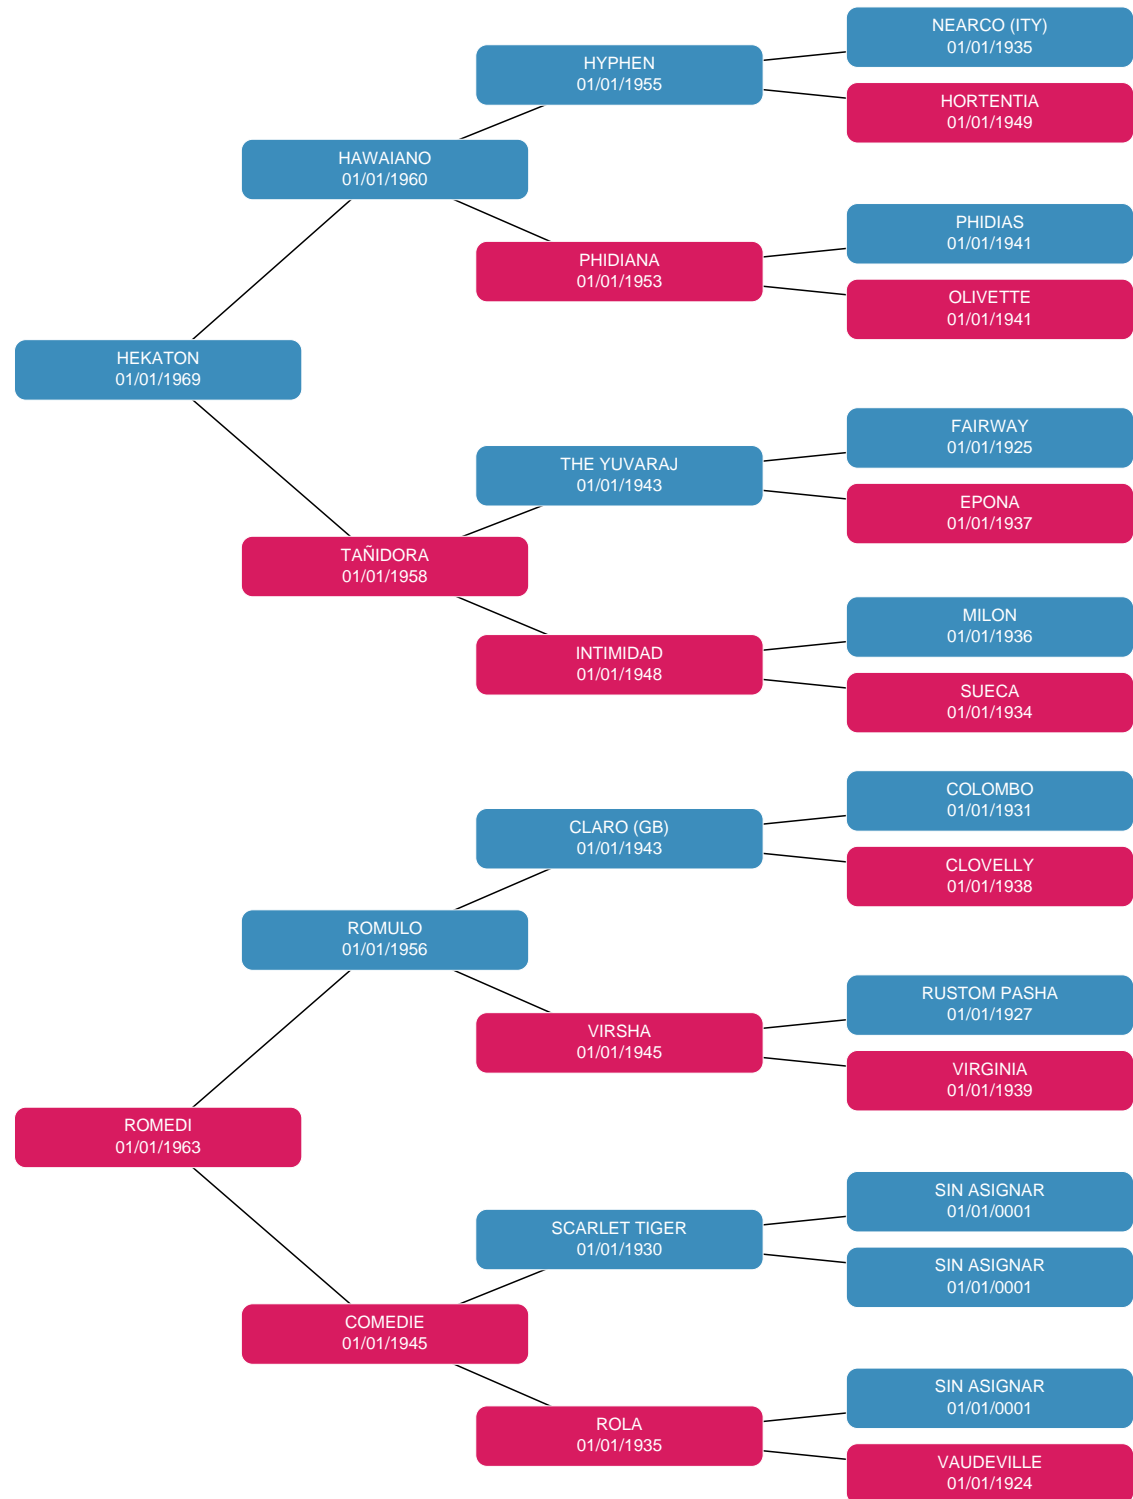 NEARCO (ITY)
01/01/1935
HYPHEN
01/01/1955
HORTENTIA
01/01/1949
HAWAIANO
01/01/1960
PHIDIAS
01/01/1941
PHIDIANA
01/01/1953
OLIVETTE
01/01/1941
HEKATON
01/01/1969
FAIRWAY
01/01/1925
THE YUVARAJ
01/01/1943
EPONA
01/01/1937
TAÑIDORA
01/01/1958
MILON
01/01/1936
INTIMIDAD
01/01/1948
SUECA
01/01/1934
COLOMBO
01/01/1931
CLARO (GB)
01/01/1943
CLOVELLY
01/01/1938
ROMULO
01/01/1956
RUSTOM PASHA
01/01/1927
VIRSHA
01/01/1945
VIRGINIA
01/01/1939
ROMEDI
01/01/1963
SIN ASIGNAR
01/01/0001
SCARLET TIGER
01/01/1930
SIN ASIGNAR
01/01/0001
COMEDIE
01/01/1945
SIN ASIGNAR
01/01/0001
ROLA
01/01/1935
VAUDEVILLE
01/01/1924